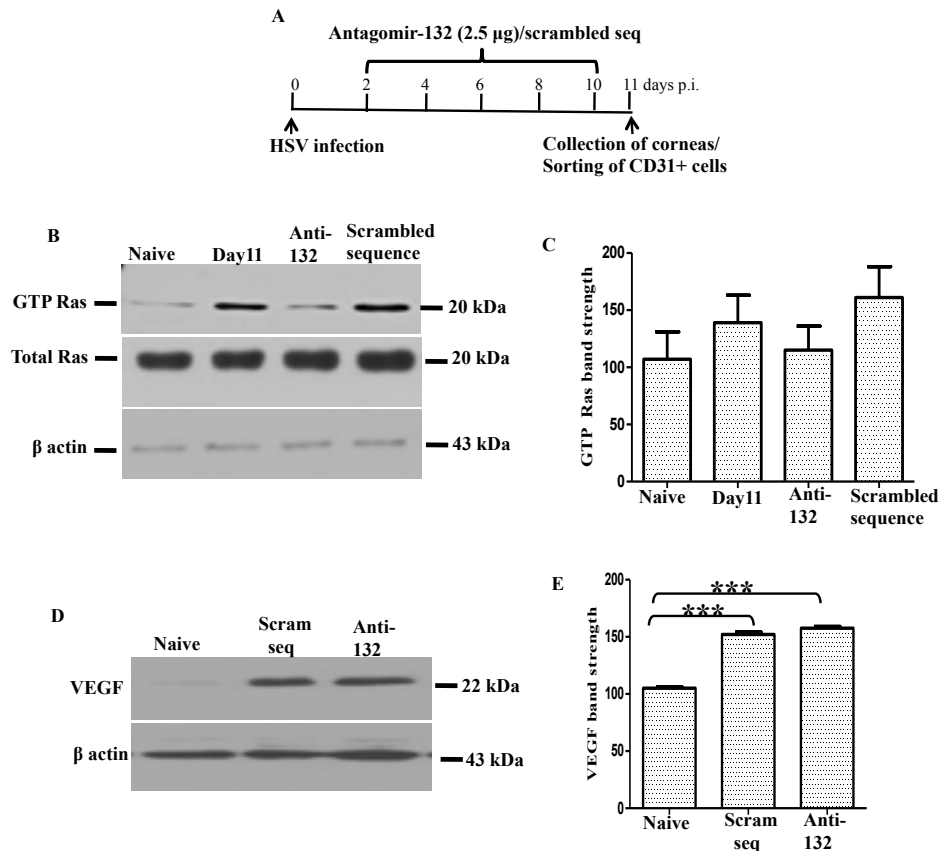 A
Antagomir-132 (2.5 µg)/scrambled seq
0 2 4 6 8 10 11 days p.i.
HSV infection
Collection of corneas/
Sorting of CD31+ cells
B
Naive Day11 Anti-132 Scrambled sequence
GTP Ras 20 kDa
Total Ras 20 kDa
β actin 43 kDa
C
GTP Ras band strength
200
150
100
50
0
Naive Day11 Anti-132 Scrambled sequence
D
Naive Scram seq Anti-132
VEGF 22 kDa
β actin 43 kDa
E
VEGF band strength
200
150
100
50
0
***
***
Naive Scram seq Anti-132